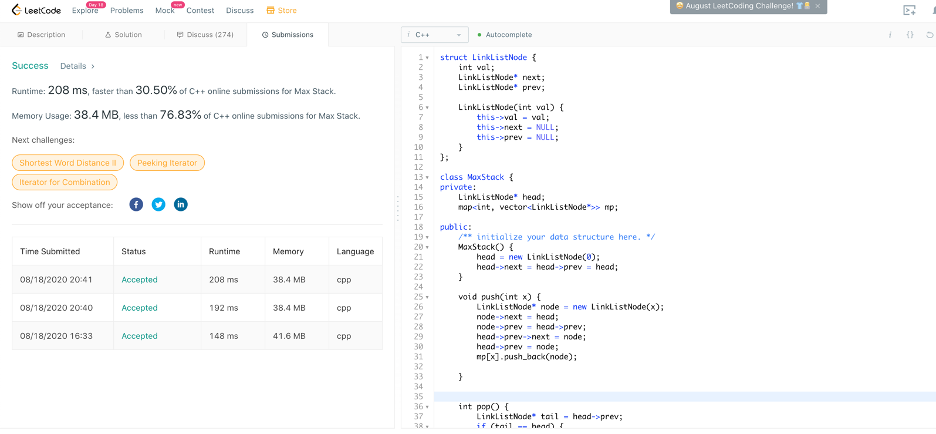 LeetCode
Day 18
Explore Problems
new
Mock Contest Discuss Store
August LeetCoding Challenge! ×
Description Solution Discuss (274) Submissions
i C++ Autocomplete i {}
Success Details >
Runtime: 208 ms, faster than 30.50% of C++ online submissions for Max Stack.
Memory Usage: 38.4 MB, less than 76.83% of C++ online submissions for Max Stack.
Next challenges:
Shortest Word Distance II Peeking Iterator
Iterator for Combination
Show off your acceptance: f in
Time Submitted Status Runtime Memory Language
08/18/2020 20:41 Accepted 208 ms 38.4 MB cpp
08/18/2020 20:40 Accepted 192 ms 38.4 MB cpp
08/18/2020 16:33 Accepted 148 ms 41.6 MB cpp
1 struct LinkListNode {
2 int val;
3 LinkListNode* next;
4 LinkListNode* prev;
5
6 LinkListNode(int val) {
7 this->val = val;
8 this->next = NULL;
9 this->prev = NULL;
10 }
11 };
12
13 class MaxStack {
14 private:
15 LinkListNode* head;
16 map<int, vector<LinkListNode*>> mp;
17
18 public:
19 /** initialize your data structure here. */
20 MaxStack() {
21 head = new LinkListNode(0);
22 head->next = head->prev = head;
23 }
24
25 void push(int x) {
26 LinkListNode* node = new LinkListNode(x);
27 node->next = head;
28 node->prev = head->prev;
29 head->prev->next = node;
30 head->prev = node;
31 mp[x].push_back(node);
32
33 }
34
35
36 int pop() {
37 LinkListNode* tail = head->prev;
38 if (tail == head) {